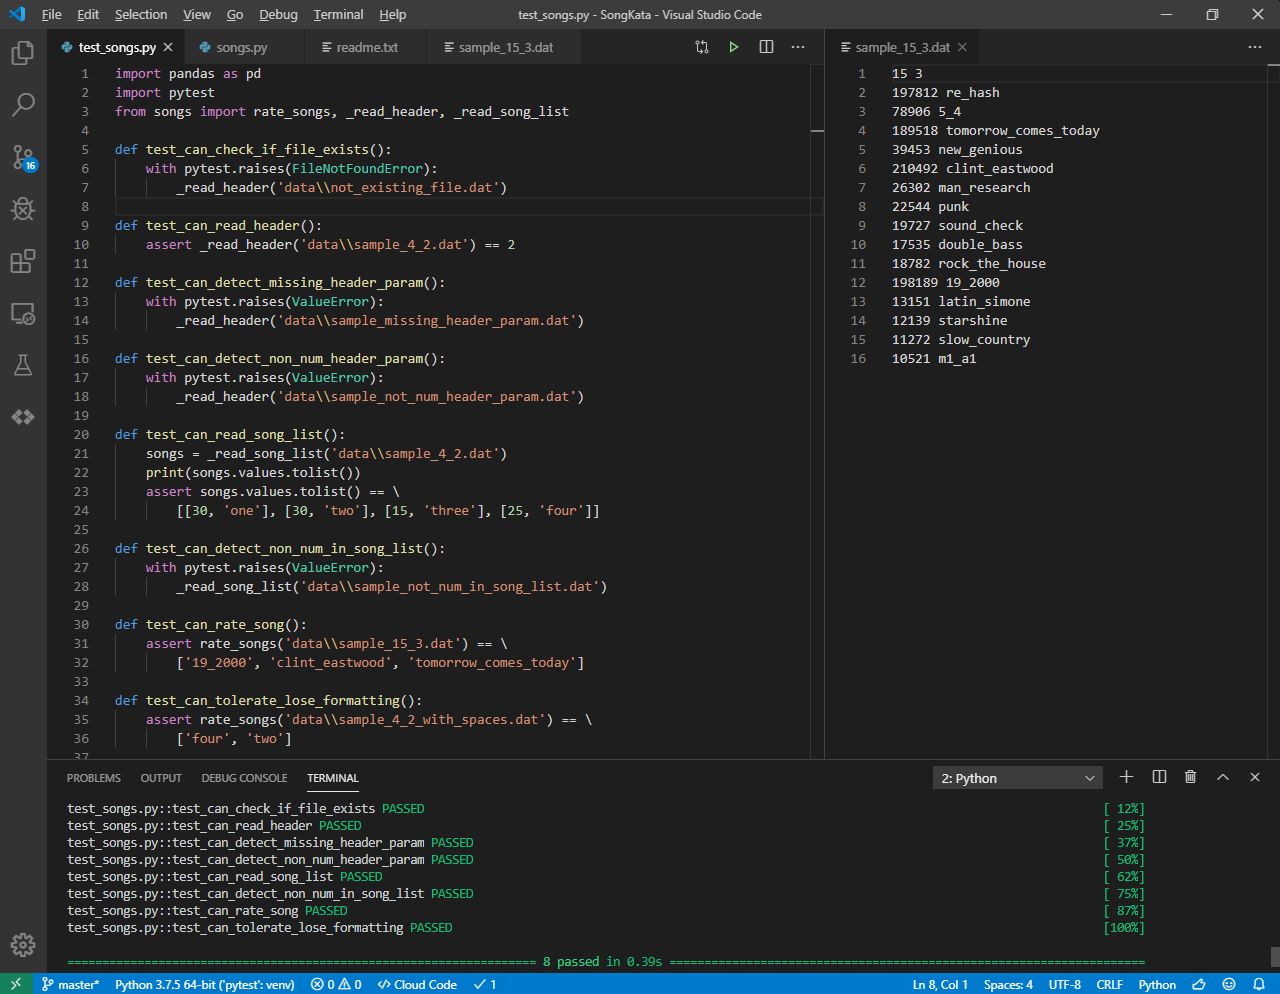 File Edit Selection View Go Debug Terminal Help test_songs.py - SongKata - Visual Studio Code
test_songs.py songs.py readme.txt sample_15_3.dat
1 import pandas as pd
2 import pytest
3 from songs import rate_songs, _read_header, _read_song_list
4
5 def test_can_check_if_file_exists():
6 with pytest.raises(FileNotFoundError):
7 _read_header('data\\not_existing_file.dat')
8
9 def test_can_read_header():
10 assert _read_header('data\\sample_4_2.dat') == 2
11
12 def test_can_detect_missing_header_param():
13 with pytest.raises(ValueError):
14 _read_header('data\\sample_missing_header_param.dat')
15
16 def test_can_detect_non_num_header_param():
17 with pytest.raises(ValueError):
18 _read_header('data\\sample_not_num_header_param.dat')
19
20 def test_can_read_song_list():
21 songs = _read_song_list('data\\sample_4_2.dat')
22 print(songs.values.tolist())
23 assert songs.values.tolist() == \
24 [[30, 'one'], [30, 'two'], [15, 'three'], [25, 'four']]
25
26 def test_can_detect_non_num_in_song_list():
27 with pytest.raises(ValueError):
28 _read_song_list('data\\sample_not_num_in_song_list.dat')
29
30 def test_can_rate_song():
31 assert rate_songs('data\\sample_15_3.dat') == \
32 ['19_2000', 'clint_eastwood', 'tomorrow_comes_today']
33
34 def test_can_tolerate_lose_formatting():
35 assert rate_songs('data\\sample_4_2_with_spaces.dat') == \
36 ['four', 'two']
37
sample_15_3.dat
1 15 3
2 197812 re_hash
3 78906 5_4
4 189518 tomorrow_comes_today
5 39453 new_genious
6 210492 clint_eastwood
7 26302 man_research
8 22544 punk
9 19727 sound_check
10 17535 double_bass
11 18782 rock_the_house
12 198189 19_2000
13 13151 latin_simone
14 12139 starshine
15 11272 slow_country
16 10521 m1_a1
16
PROBLEMS OUTPUT DEBUG CONSOLE TERMINAL 2: Python
test_songs.py::test_can_check_if_file_exists PASSED [ 12%]
test_songs.py::test_can_read_header PASSED [ 25%]
test_songs.py::test_can_detect_missing_header_param PASSED [ 37%]
test_songs.py::test_can_detect_non_num_header_param PASSED [ 50%]
test_songs.py::test_can_read_song_list PASSED [ 62%]
test_songs.py::test_can_detect_non_num_in_song_list PASSED [ 75%]
test_songs.py::test_can_rate_song PASSED [ 87%]
test_songs.py::test_can_tolerate_lose_formatting PASSED [100%]
=============================================================== 8 passed in 0.39s ================================================================
master* Python 3.7.5 64-bit ('pytest': venv) 0 0 Cloud Code 1 Ln 8, Col 1 Spaces: 4 UTF-8 CRLF Python